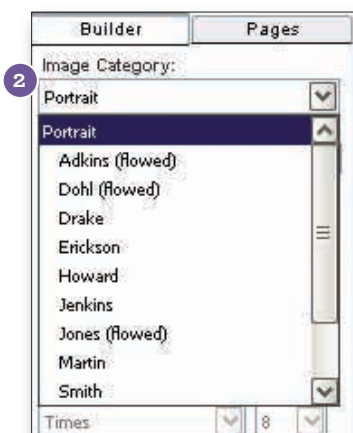 Builder Pages
Image Category:
2
Portrait
Portrait
Adkins (flowed)
Dohl (flowed)
Drake
Erickson
Howard
Jenkins
Jones (flowed)
Martin
Smith
Times 8